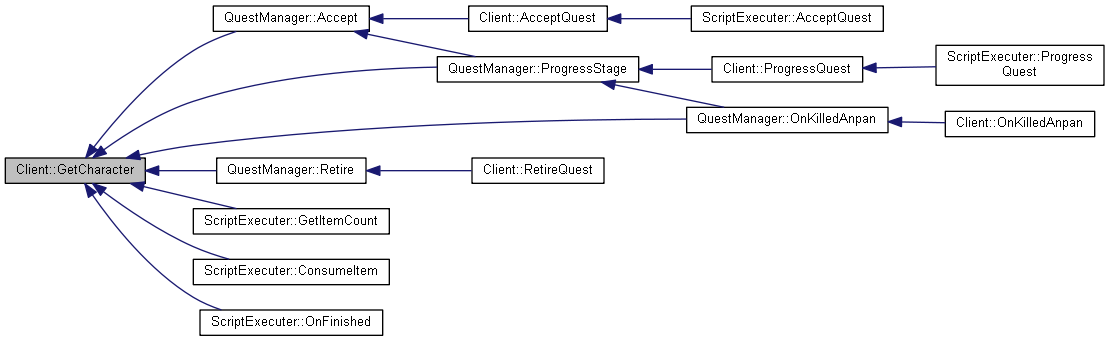 QuestManager::Accept
Client::AcceptQuest
ScriptExecuter::AcceptQuest
QuestManager::ProgressStage
Client::ProgressQuest
ScriptExecuter::Progress
Quest
QuestManager::OnKilledAnpan
Client::OnKilledAnpan
Client::GetCharacter
QuestManager::Retire
Client::RetireQuest
ScriptExecuter::GetItemCount
ScriptExecuter::ConsumeItem
ScriptExecuter::OnFinished